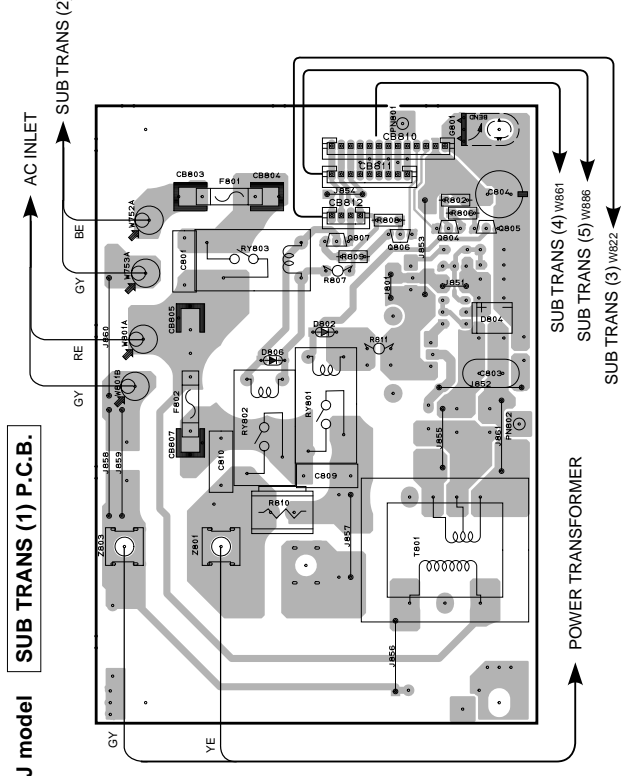 J model
SUB TRANS (1) P.C.B.
AC INLET
SUB TRANS (2)
GY
RE
GY
BE
W801B
W801A
W753A
W752A
J860
J858
J859
CB803
F801
CB804
C801
RY803
CB805
F802
CB807
C810
RY802
RY801
D806
D802
R810
C809
Z803
Z801
J857
J856
T801
PN801
CB810
G801
BEND
CB811
J854
CB812
R808
R802
R806
C804
Q807
Q806
Q804
Q805
R809
R807
J853
J801
J851
R811
D804
C803
J852
J855
J861
PN802
GY
YE
POWER TRANSFORMER
SUB TRANS (4) W861
SUB TRANS (5) W886
SUB TRANS (3) W822